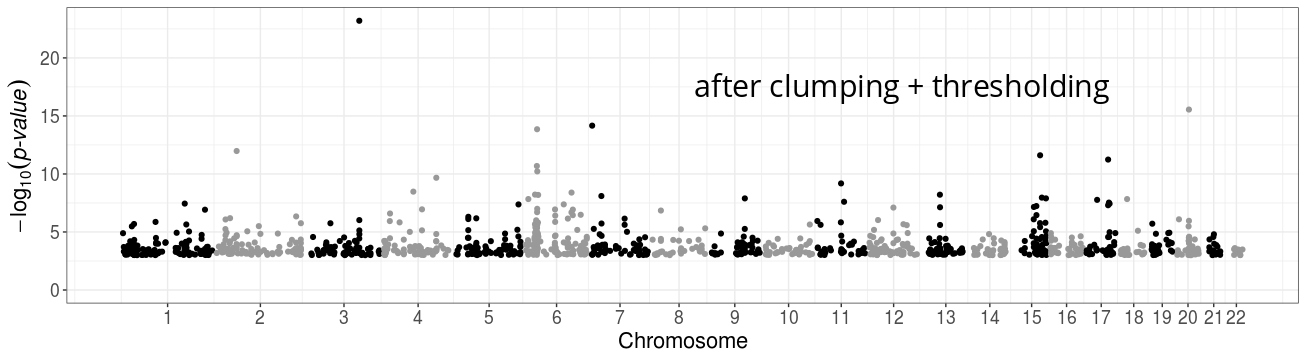 20
15
10
5
0
−log10(p-value)
after clumping + thresholding
1 2 3 4 5 6 7 8 9 10 11 12 13 14 15 16 17 18 19 20 21 22
Chromosome